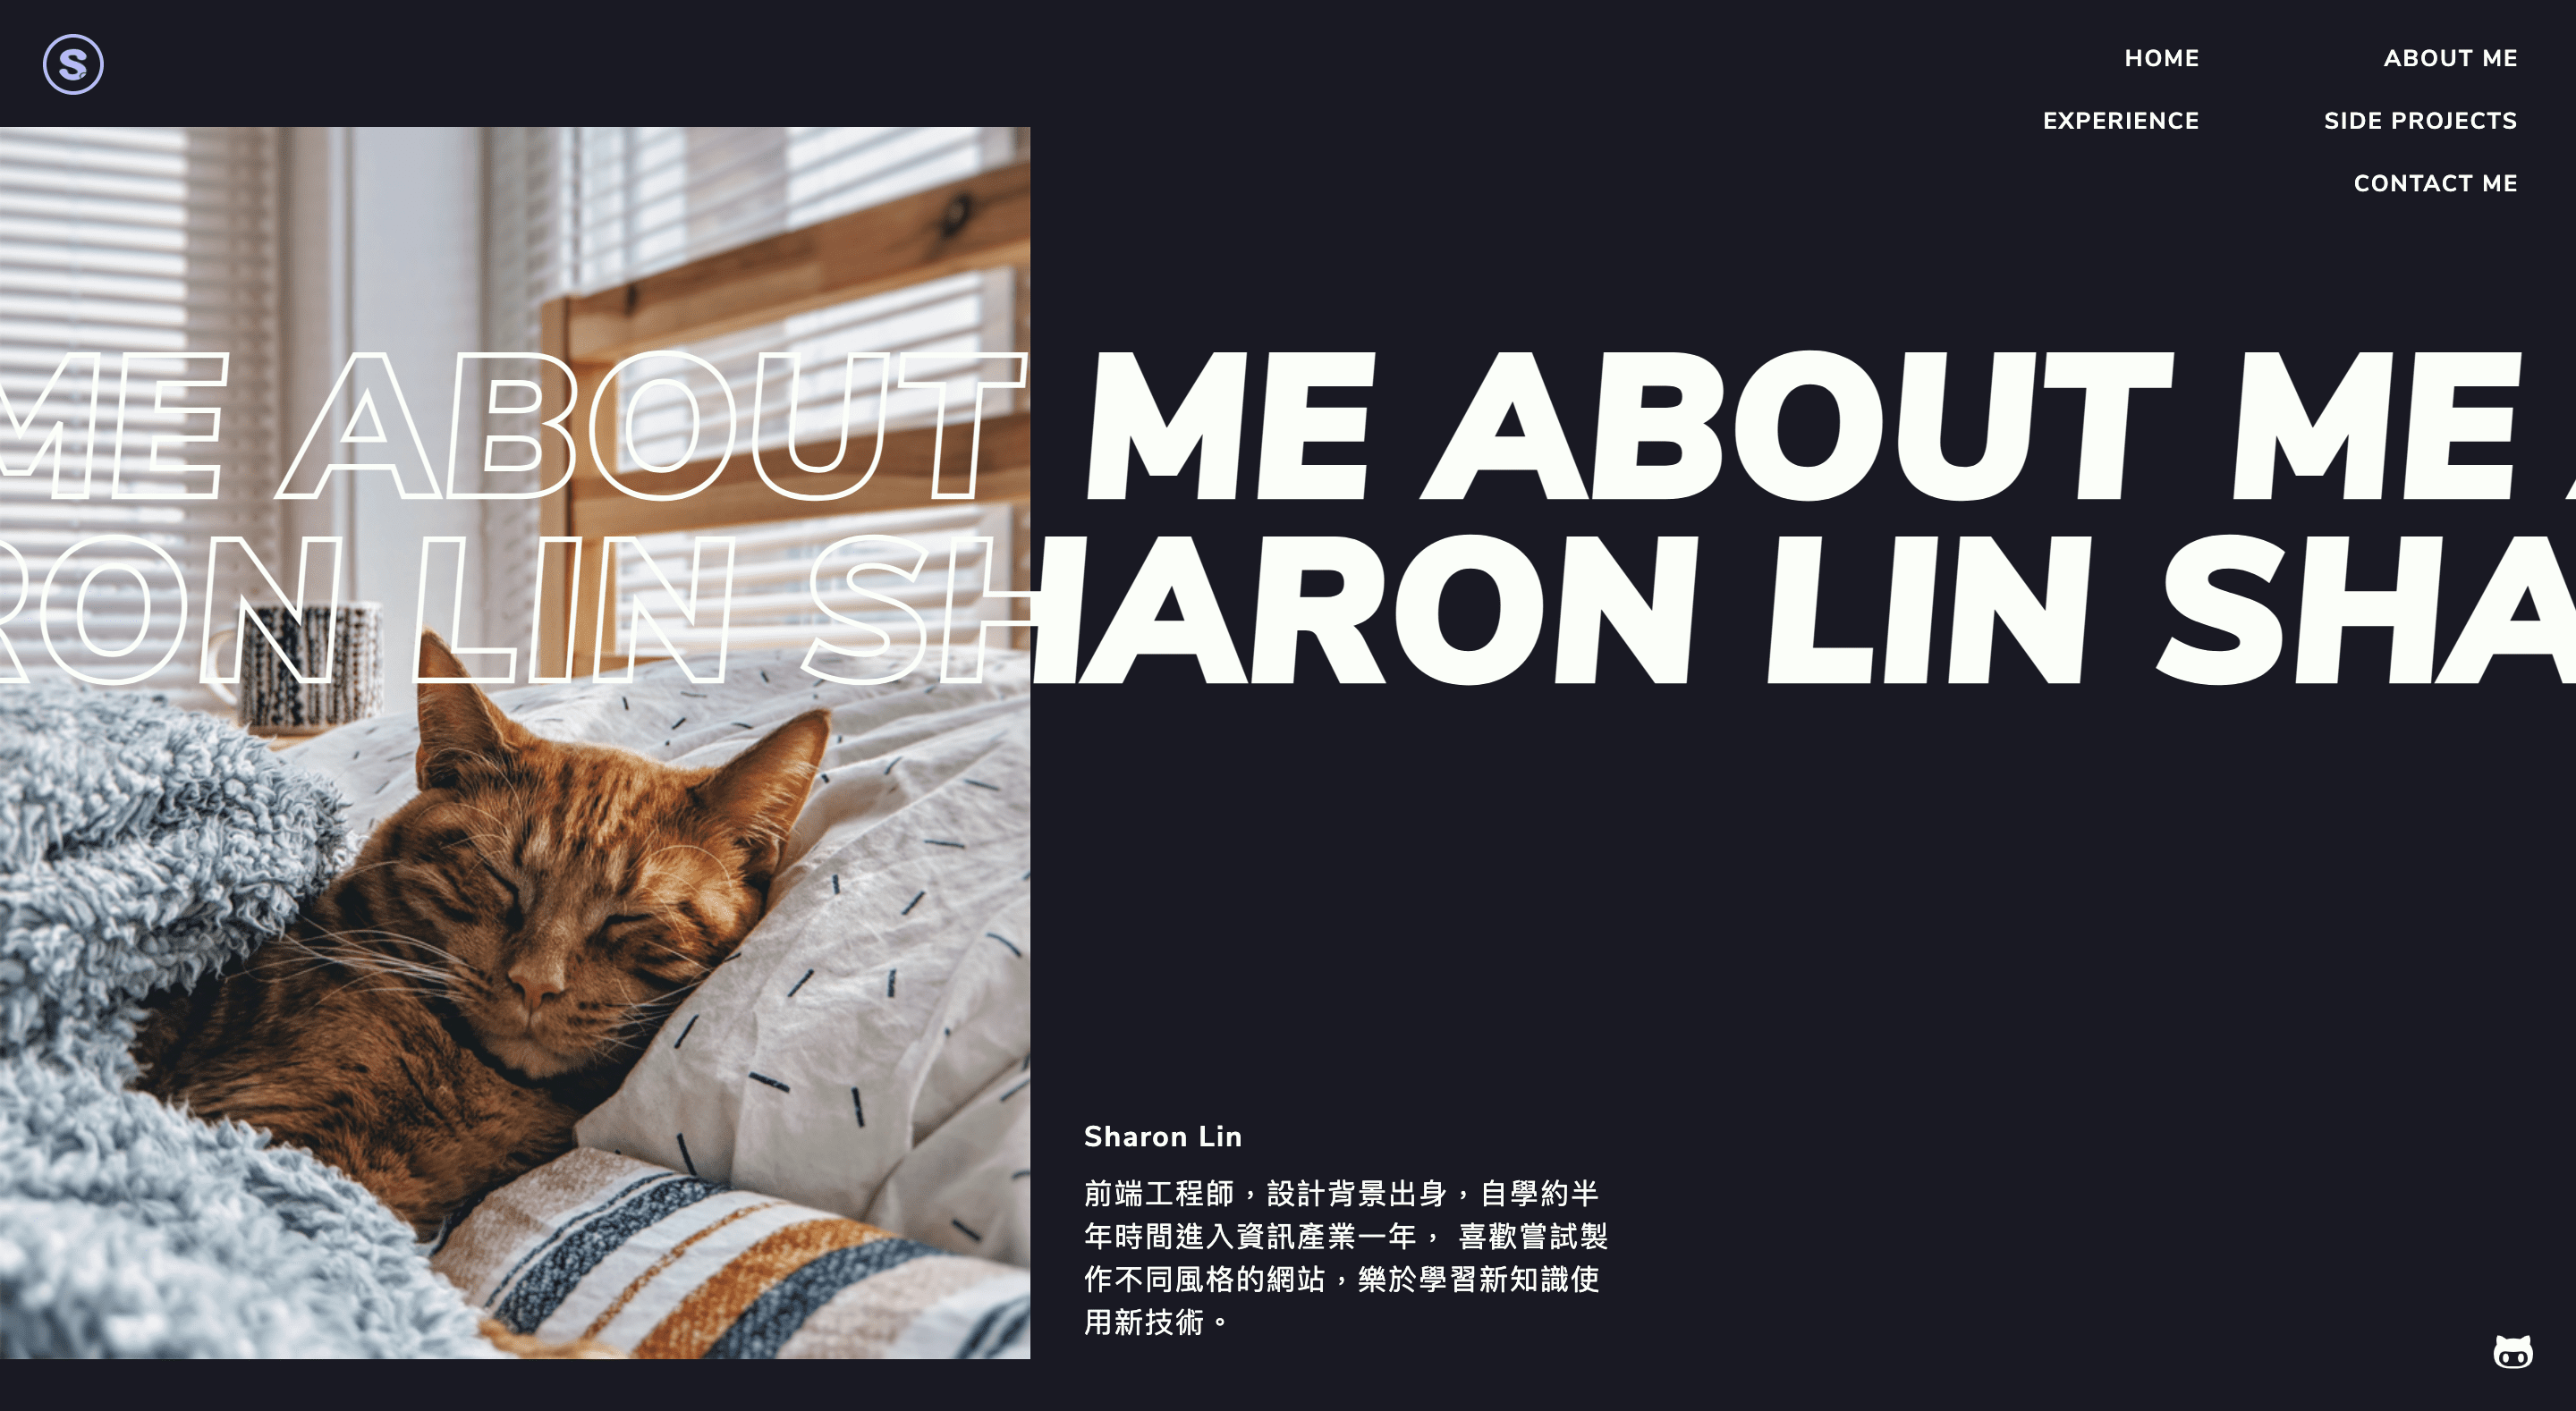 S
HOME ABOUT ME
EXPERIENCE SIDE PROJECTS
CONTACT ME
ME ABOUT ME ABOUT ME A
RON LIN SHARON LIN SHA
Sharon Lin
前端工程師，設計背景出身，自學約半
年時間進入資訊產業一年， 喜歡嘗試製
作不同風格的網站，樂於學習新知識使
用新技術。